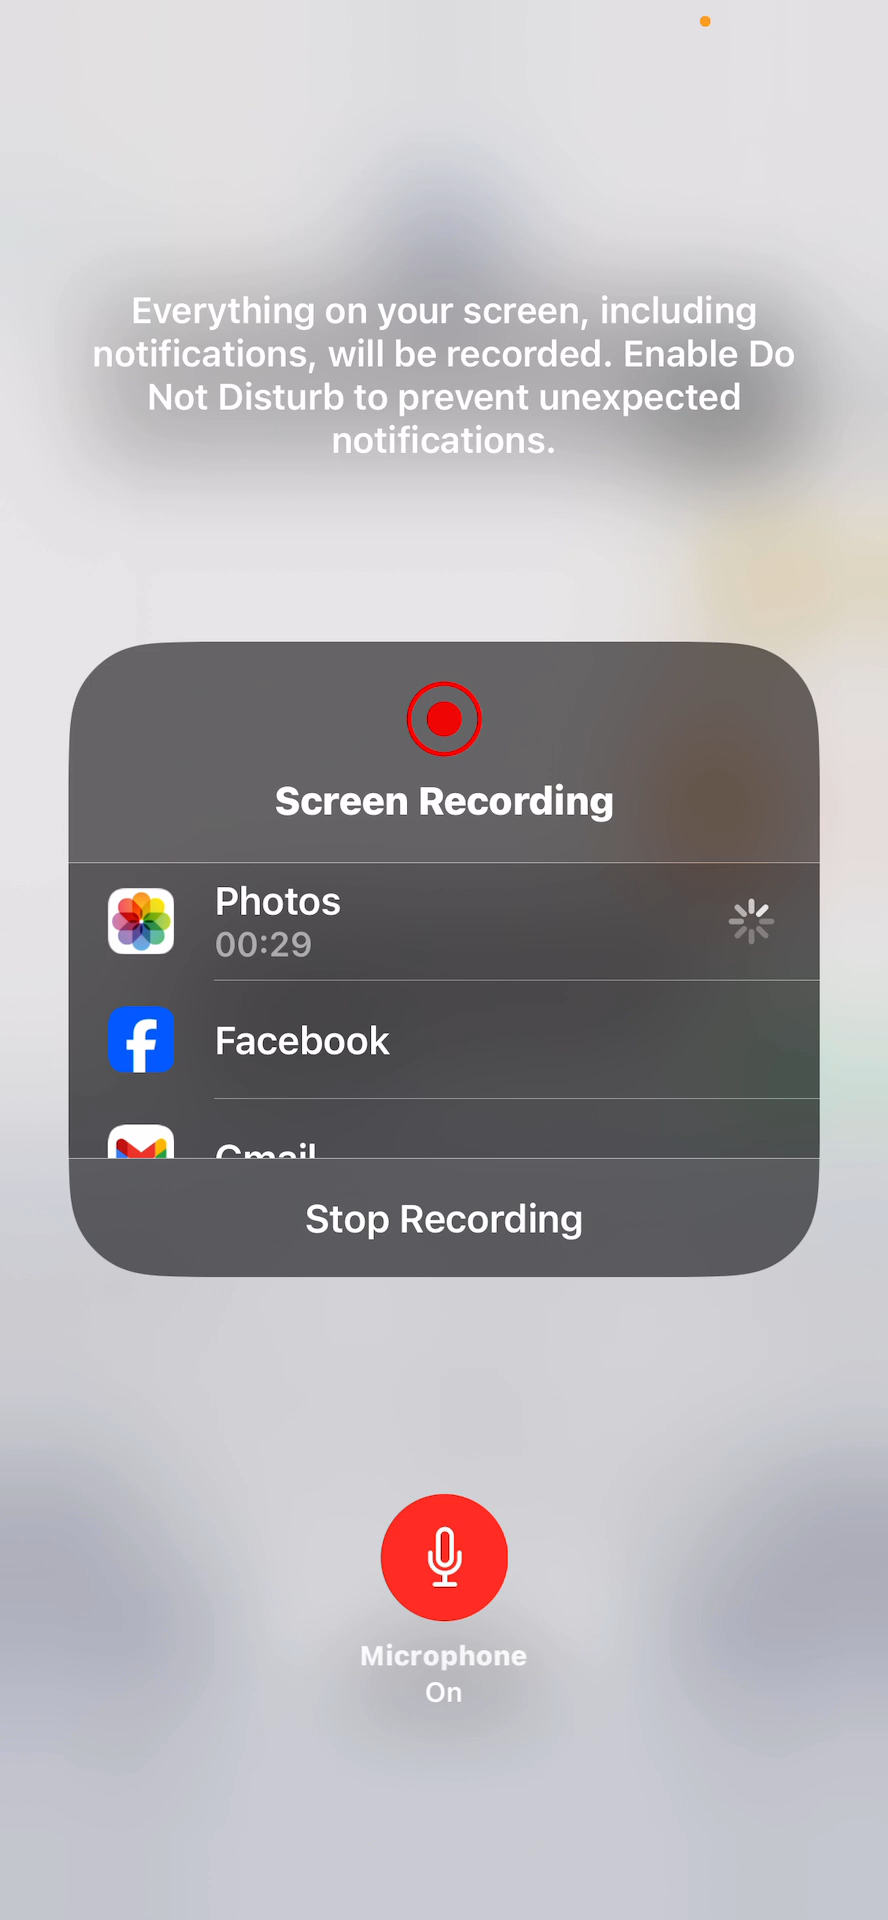 Everything on your screen, including
notifications, will be recorded. Enable Do
Not Disturb to prevent unexpected
notifications.
Screen Recording
Photos
00:29
Facebook
Gmail
Stop Recording
Microphone
On